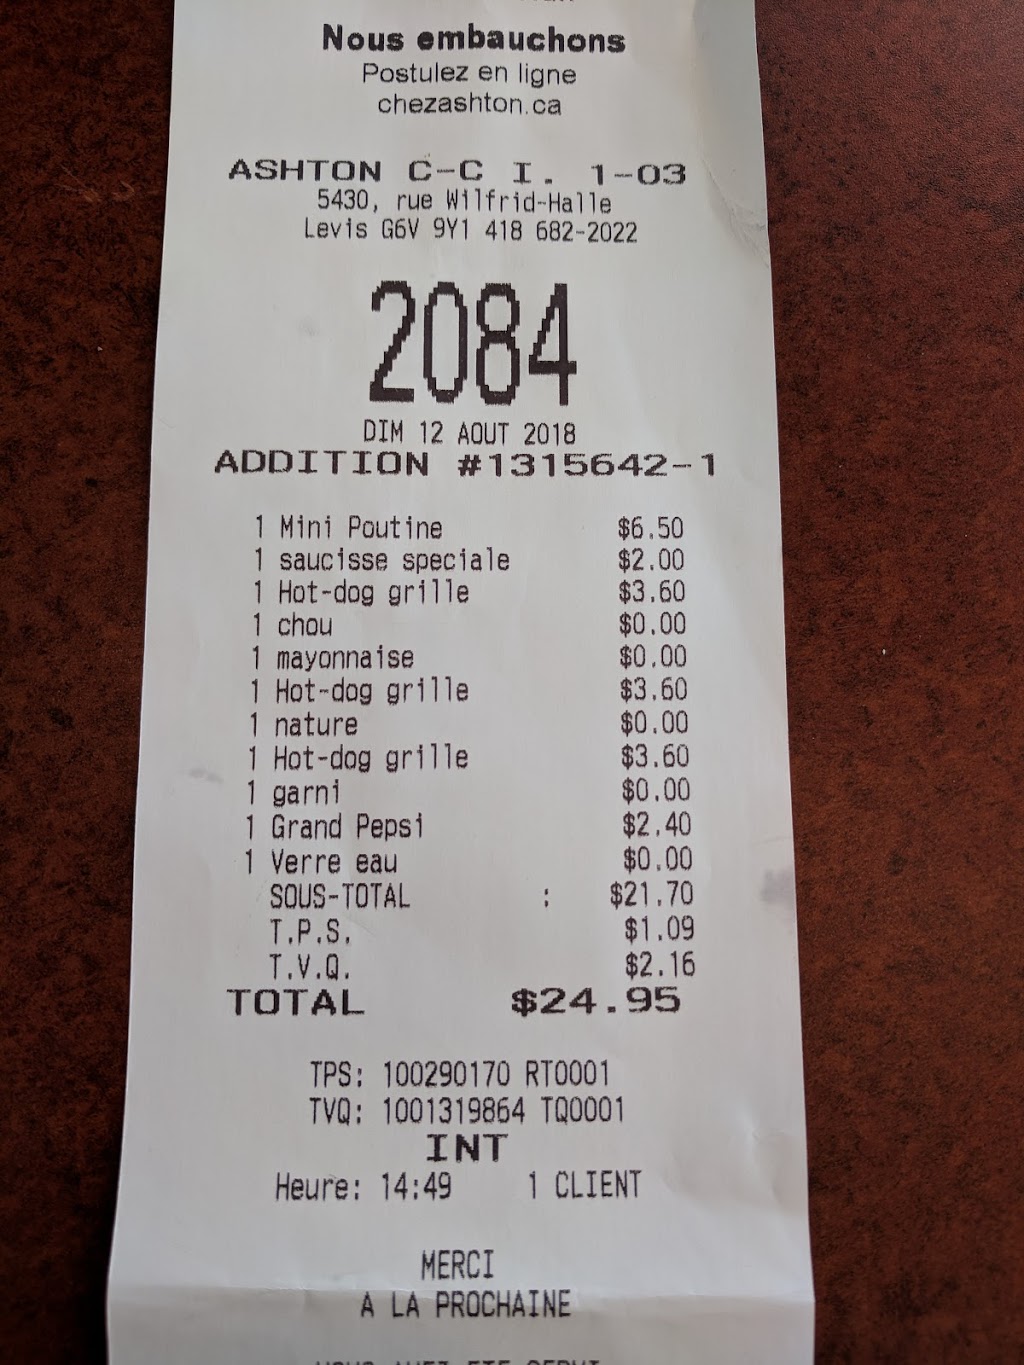 Nous embauchons
Postulez en ligne
chezashton.ca
ASHTON C-C I. 1-03
5430, rue Wilfrid-Halle
Levis G6V 9Y1 418 682-2022
2084
DIM 12 AOUT 2018
ADDITION #1315642-1
1 Mini Poutine $6.50
1 saucisse speciale $2.00
1 Hot-dog grille $3.60
1 chou $0.00
1 mayonnaise $0.00
1 Hot-dog grille $3.60
1 nature $0.00
1 Hot-dog grille $3.60
1 garni $0.00
1 Grand Pepsi $2.40
1 Verre eau $0.00
SOUS-TOTAL : $21.70
T.P.S. $1.09
T.V.Q. $2.16
TOTAL $24.95
TPS: 100290170 RT0001
TVQ: 1001319864 TQ0001
INT
Heure: 14:49 1 CLIENT
MERCI
A LA PROCHAINE